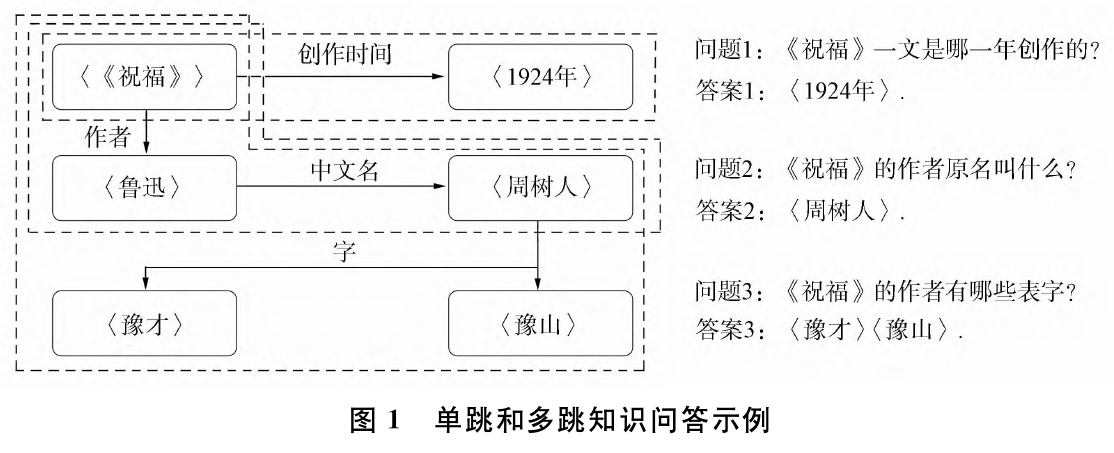 〈《祝福》〉
创作时间
〈1924年〉
作者
〈鲁迅〉
中文名
〈周树人〉
字
〈豫才〉
〈豫山〉
问题1：《祝福》一文是哪一年创作的?
答案1：〈1924年〉.
问题2：《祝福》的作者原名叫什么?
答案2：〈周树人〉.
问题3：《祝福》的作者有哪些表字?
答案3：〈豫才〉〈豫山〉.
图 1 单跳和多跳知识问答示例